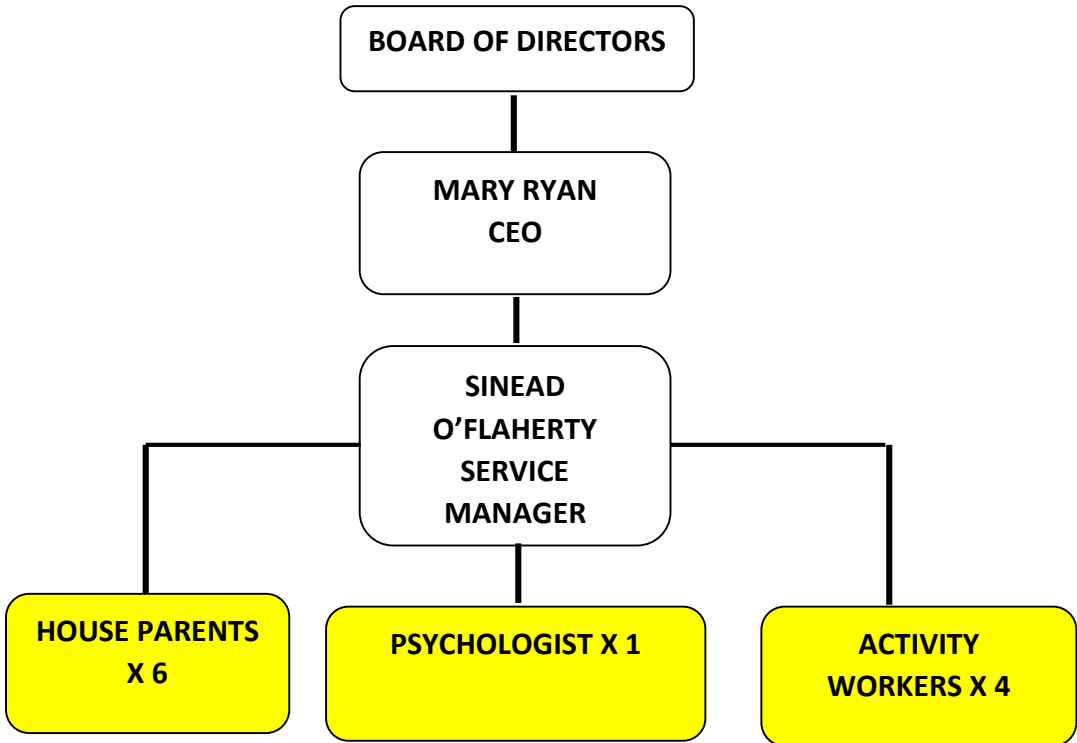 BOARD OF DIRECTORS
MARY RYAN
CEO
SINEAD
O’FLAHERTY
SERVICE
MANAGER
HOUSE PARENTS
X 6
PSYCHOLOGIST X 1
ACTIVITY
WORKERS X 4